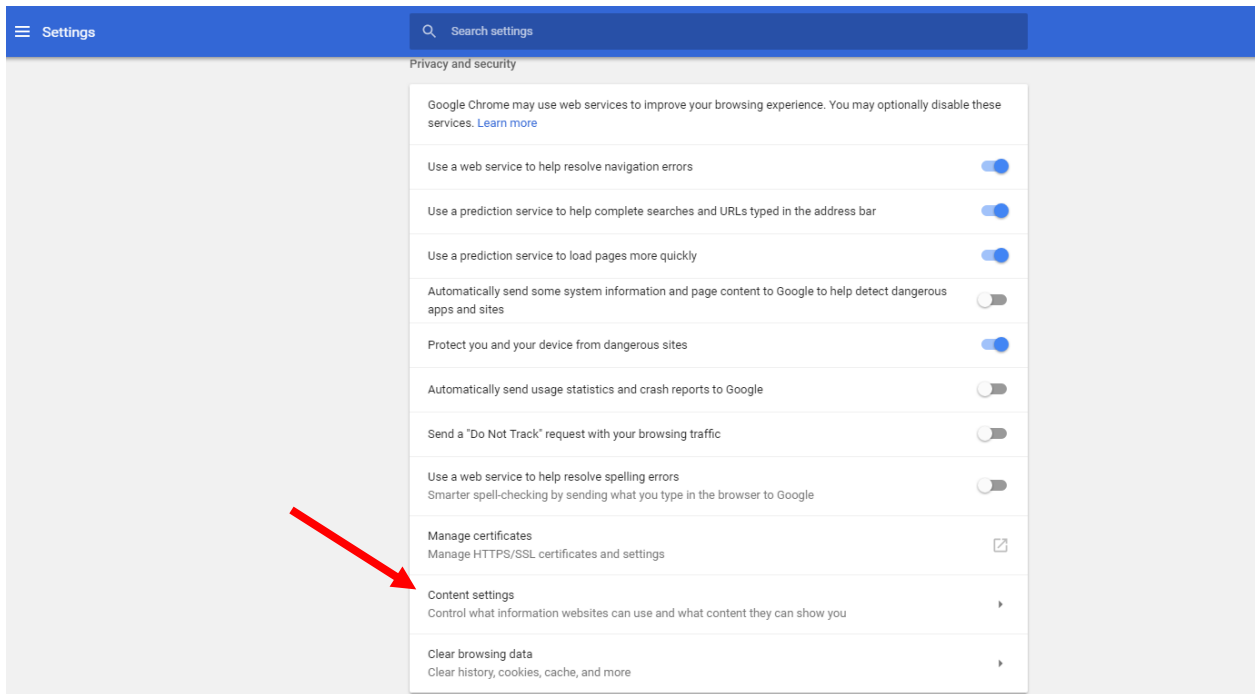 Settings
Search settings
Privacy and security
Google Chrome may use web services to improve your browsing experience. You may optionally disable these
services. Learn more
Use a web service to help resolve navigation errors
Use a prediction service to help complete searches and URLs typed in the address bar
Use a prediction service to load pages more quickly
Automatically send some system information and page content to Google to help detect dangerous
apps and sites
Protect you and your device from dangerous sites
Automatically send usage statistics and crash reports to Google
Send a "Do Not Track" request with your browsing traffic
Use a web service to help resolve spelling errors
Smarter spell-checking by sending what you type in the browser to Google
Manage certificates
Manage HTTPS/SSL certificates and settings
Content settings
Control what information websites can use and what content they can show you
Clear browsing data
Clear history, cookies, cache, and more